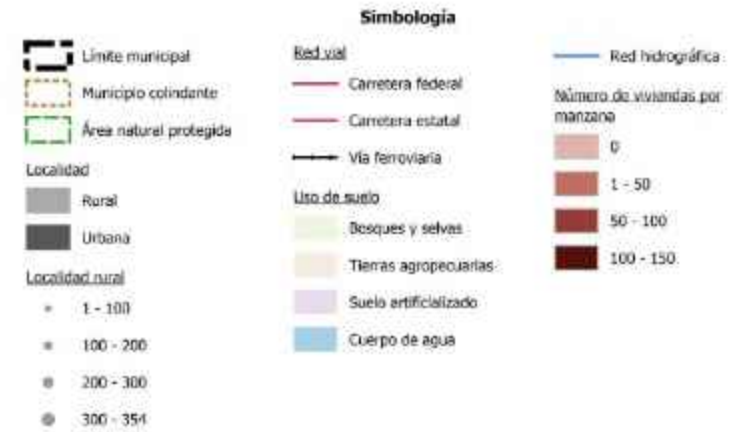 Simbología
Límite municipal
Municipio colindante
Área natural protegida
Localidad
Rural
Urbana
Localidad rural
1 - 100
100 - 200
200 - 300
300 - 354
Red vial
Carretera federal
Carretera estatal
Vía ferroviaria
Uso de suelo
Bosques y selvas
Tierras agropecuarias
Suelo artificializado
Cuerpo de agua
Red hidrográfica
Número de viviendas por
manzana
0
1 - 50
50 - 100
100 - 150